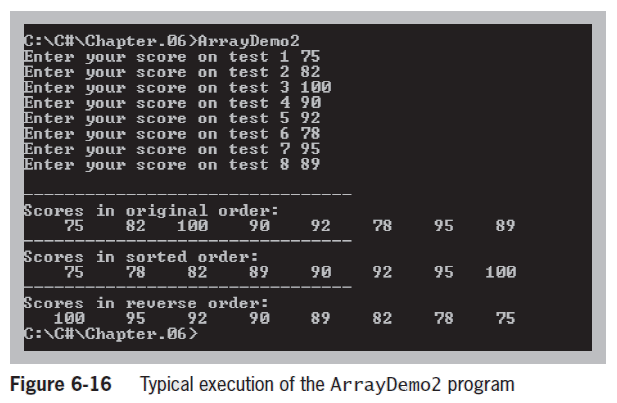 C:\C#\Chapter.06>ArrayDemo2
Enter your score on test 1 75
Enter your score on test 2 82
Enter your score on test 3 100
Enter your score on test 4 90
Enter your score on test 5 92
Enter your score on test 6 78
Enter your score on test 7 95
Enter your score on test 8 89
---------------------------------
Scores in original order:
75 82 100 90 92 78 95 89
---------------------------------
Scores in sorted order:
75 78 82 89 90 92 95 100
---------------------------------
Scores in reverse order:
100 95 92 90 89 82 78 75
C:\C#\Chapter.06>
Figure 6-16 Typical execution of the ArrayDemo2 program